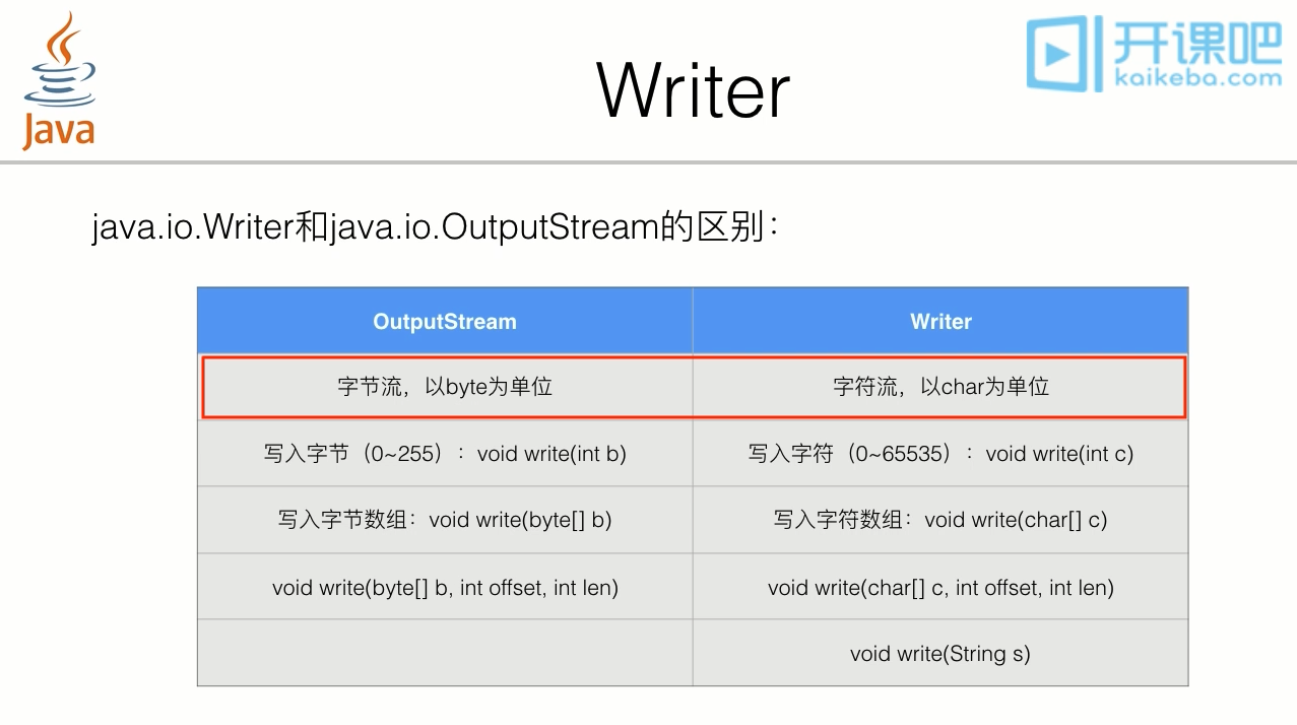 Java
开课吧
kaikeba.com
Writer
java.io.Writer和java.io.OutputStream的区别：
OutputStream
Writer
字节流，以byte为单位
字符流，以char为单位
写入字节（0~255）：void write(int b)
写入字符（0~65535）：void write(int c)
写入字节数组：void write(byte[] b)
写入字符数组：void write(char[] c)
void write(byte[] b, int offset, int len)
void write(char[] c, int offset, int len)
void write(String s)